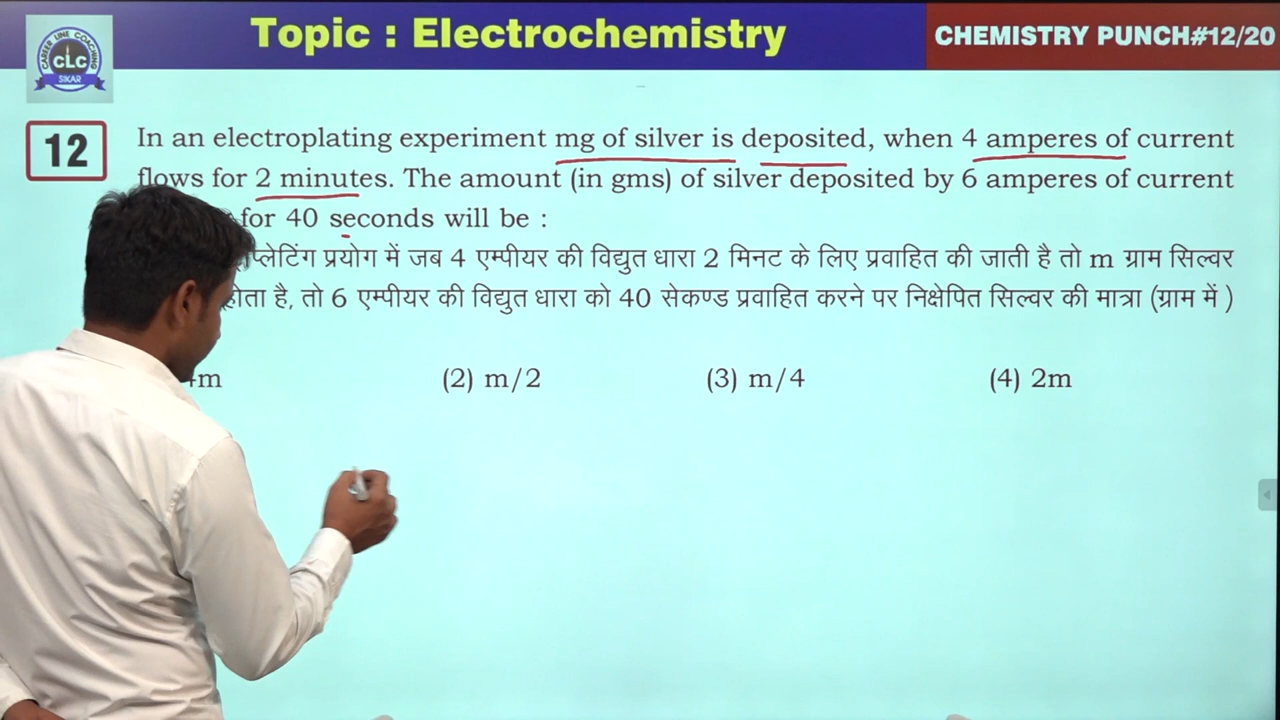 Topic : Electrochemistry
CHEMISTRY PUNCH#12/20
CAREER LINE COACHING
CLC
SIKAR
12
In an electroplating experiment mg of silver is deposited, when 4 amperes of current
flows for 2 minutes. The amount (in gms) of silver deposited by 6 amperes of current
for 40 seconds will be :
प्लेटिंग प्रयोग में जब 4 एम्पीयर की विद्युत धारा 2 मिनट के लिए प्रवाहित की जाती है तो m ग्राम सिल्वर
होता है, तो 6 एम्पीयर की विद्युत धारा को 40 सेकण्ड प्रवाहित करने पर निक्षेपित सिल्वर की मात्रा (ग्राम में )
m
(2) m/2
(3) m/4
(4) 2m